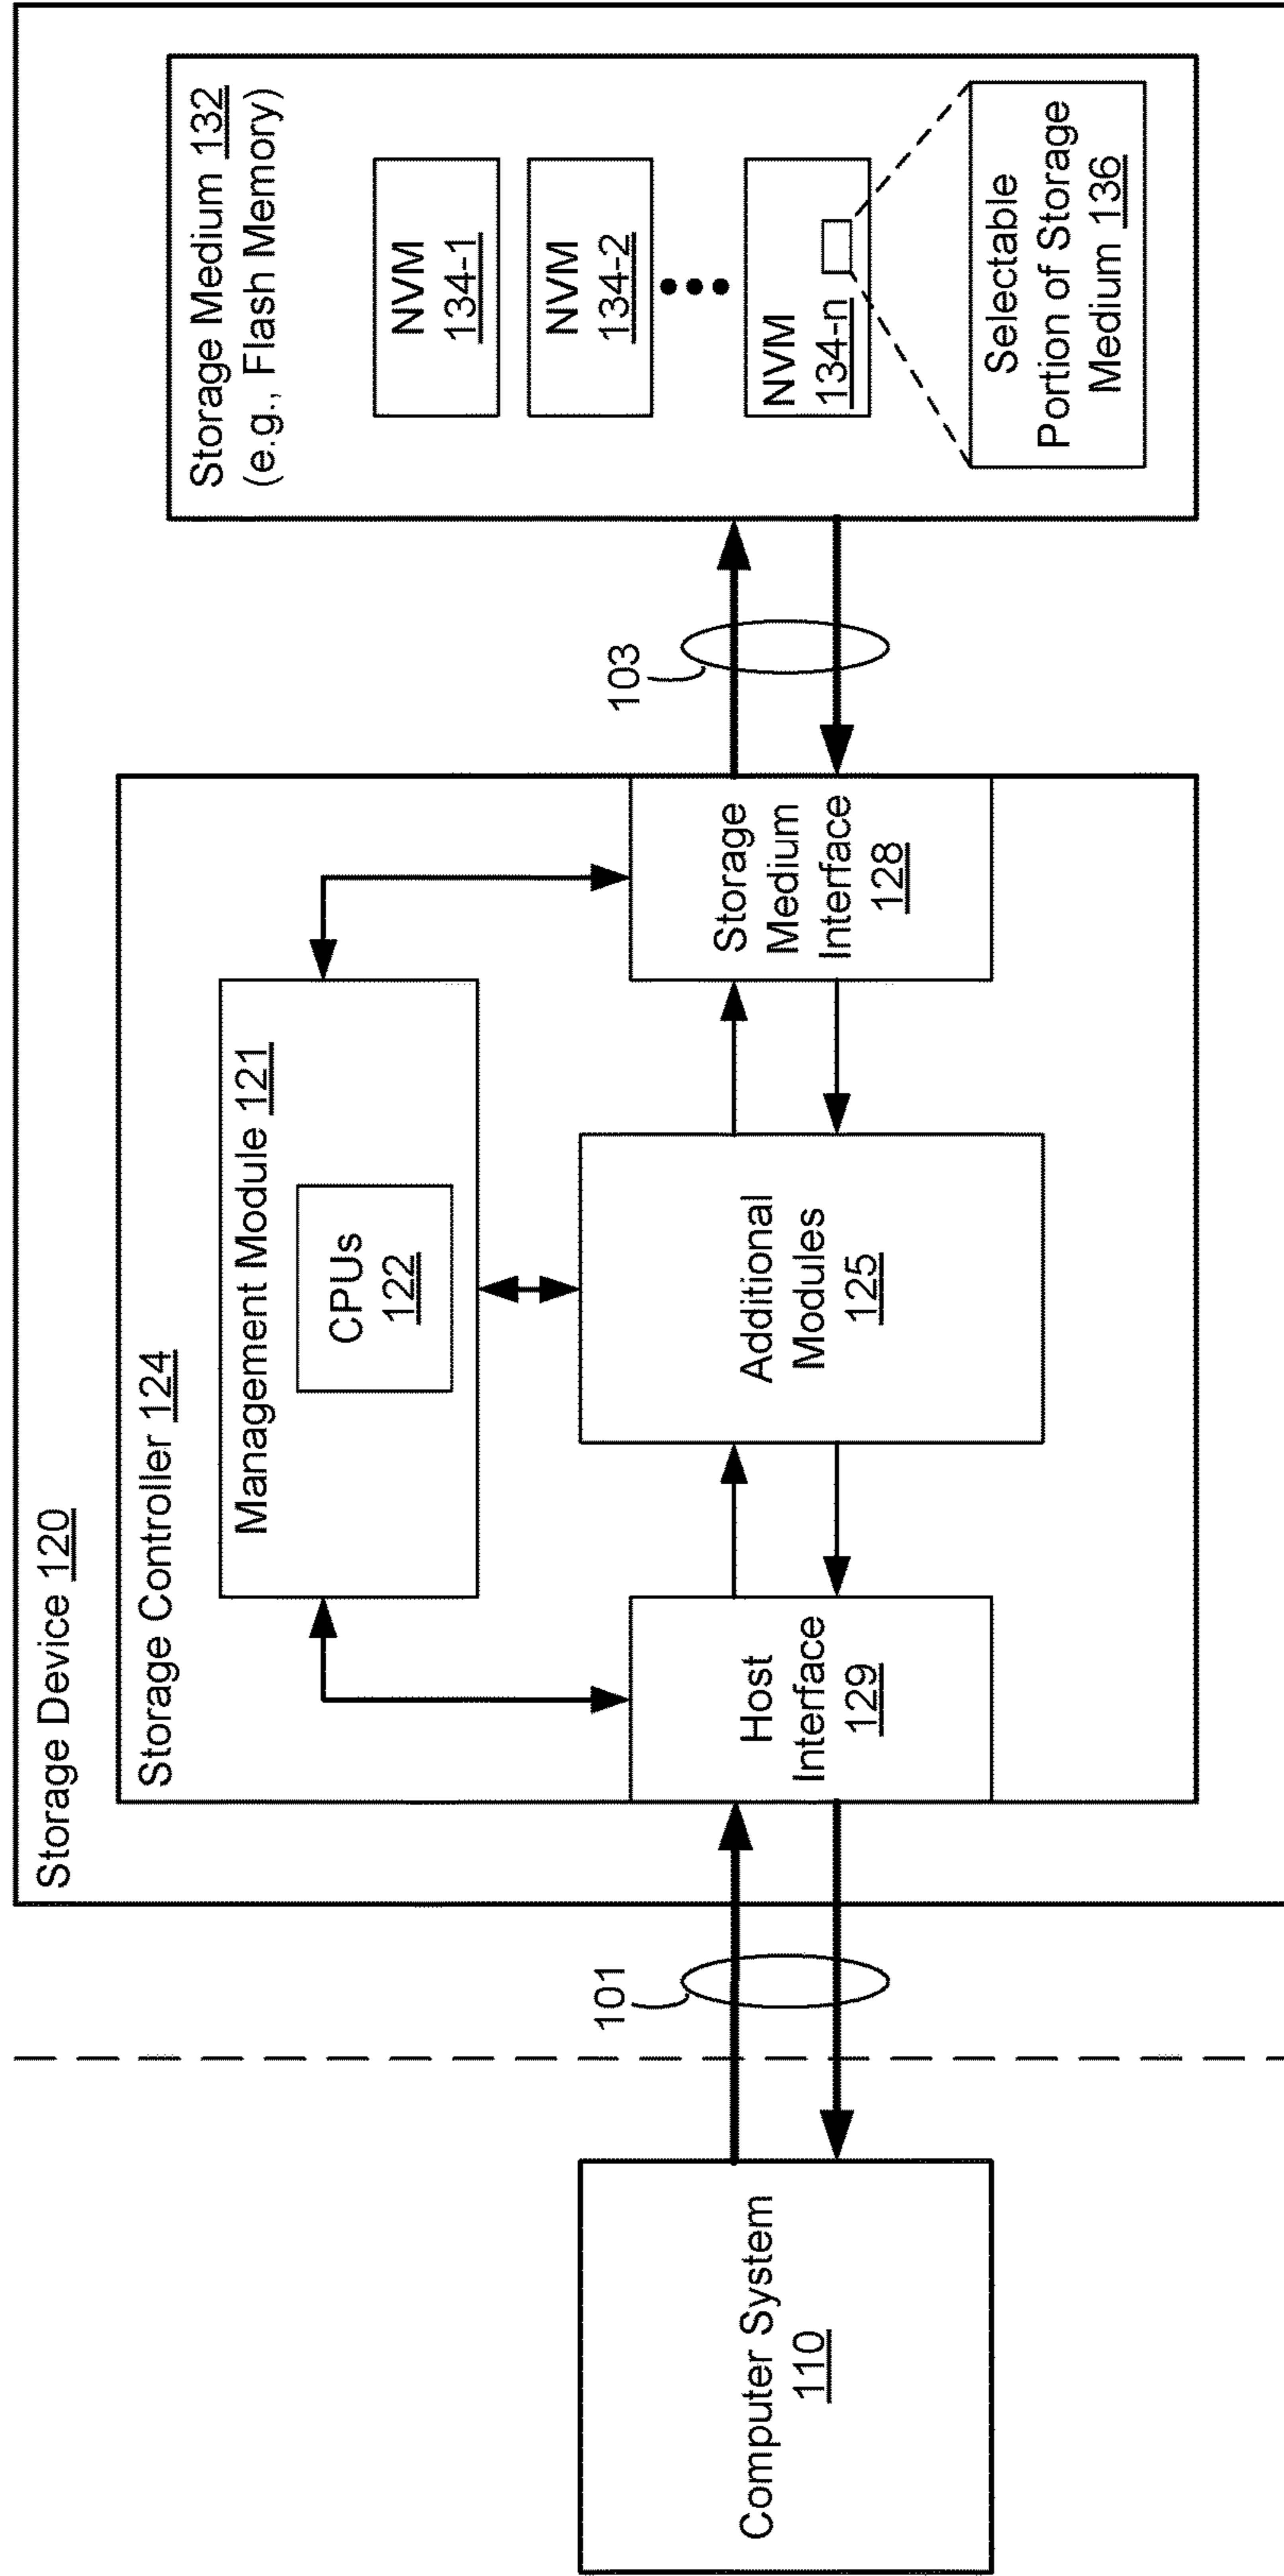 Storage Device 120
Storage Controller 124
Management Module 121
CPUs
122
Computer System
110
101
Host
Interface
129
Additional
Modules
125
Storage
Medium
Interface
128
103
Storage Medium 132
(e.g., Flash Memory)
NVM
134-1
NVM
134-2
NVM
134-n
Selectable
Portion of Storage
Medium 136